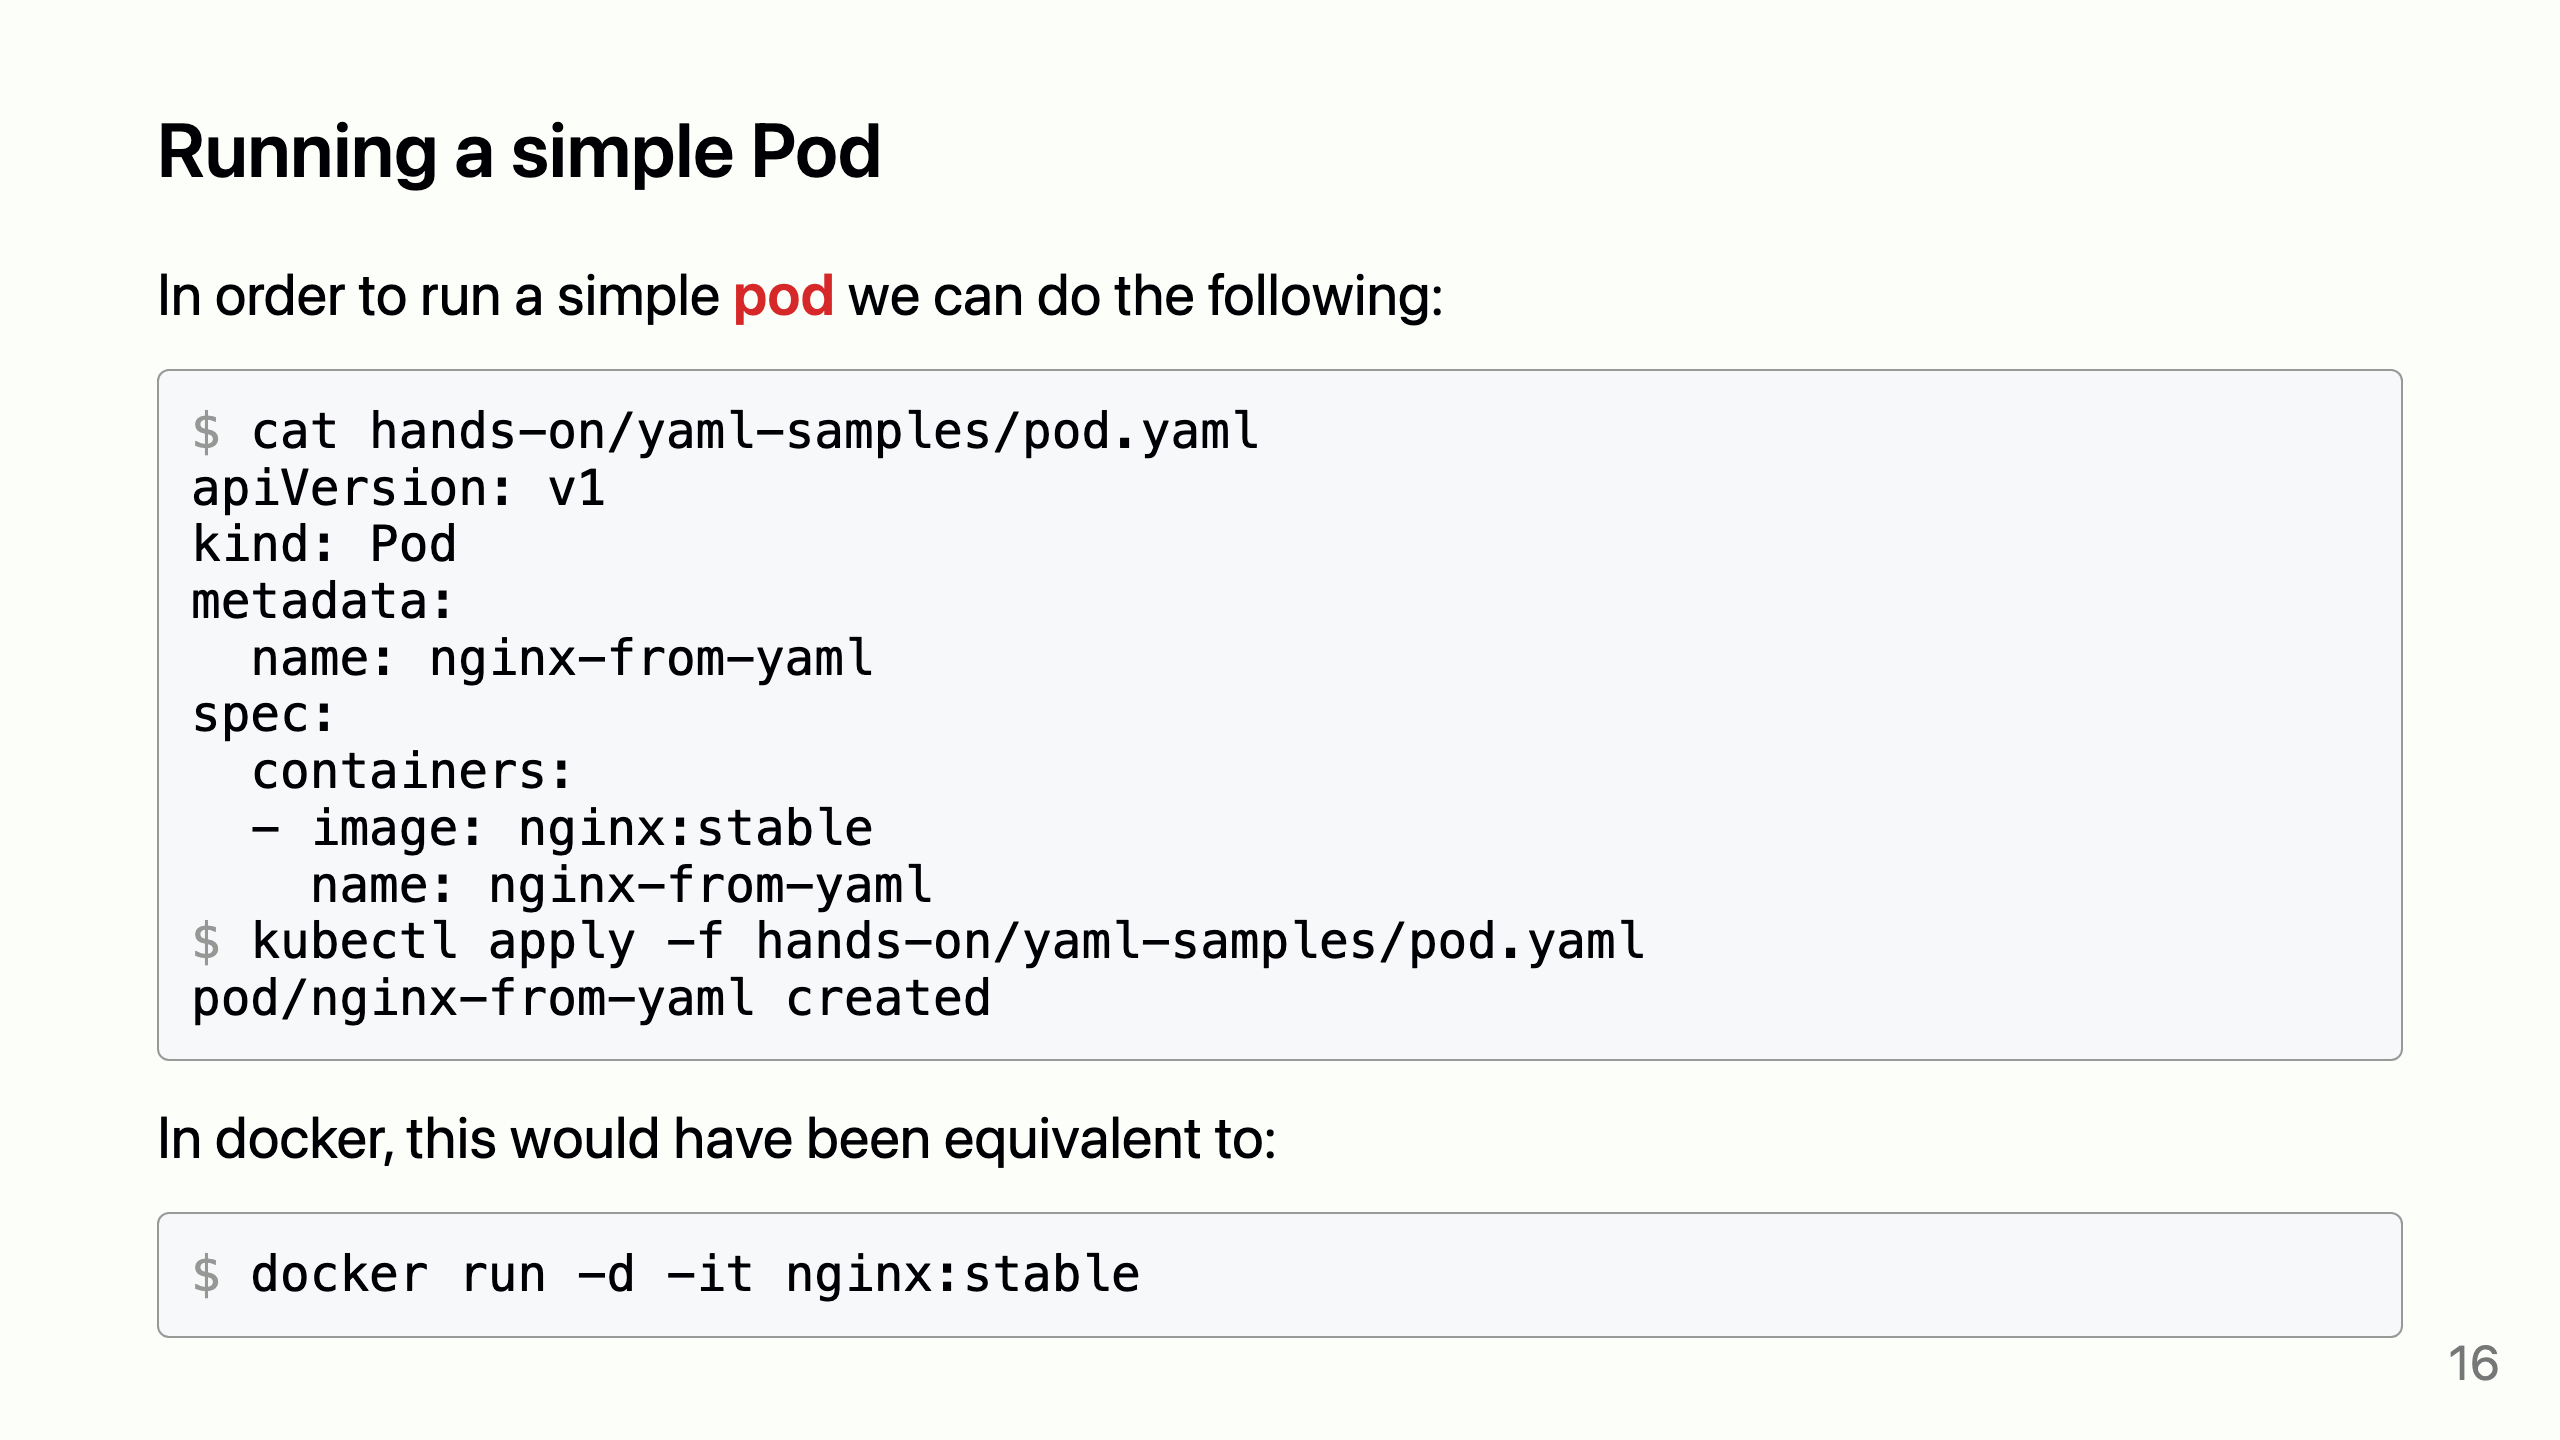 Running a simple Pod
In order to run a simple pod we can do the following:
$ cat hands-on/yaml-samples/pod.yaml
apiVersion: v1
kind: Pod
metadata:
  name: nginx-from-yaml
spec:
  containers:
  - image: nginx:stable
    name: nginx-from-yaml
$ kubectl apply -f hands-on/yaml-samples/pod.yaml
pod/nginx-from-yaml created
In docker, this would have been equivalent to:
$ docker run -d -it nginx:stable
16